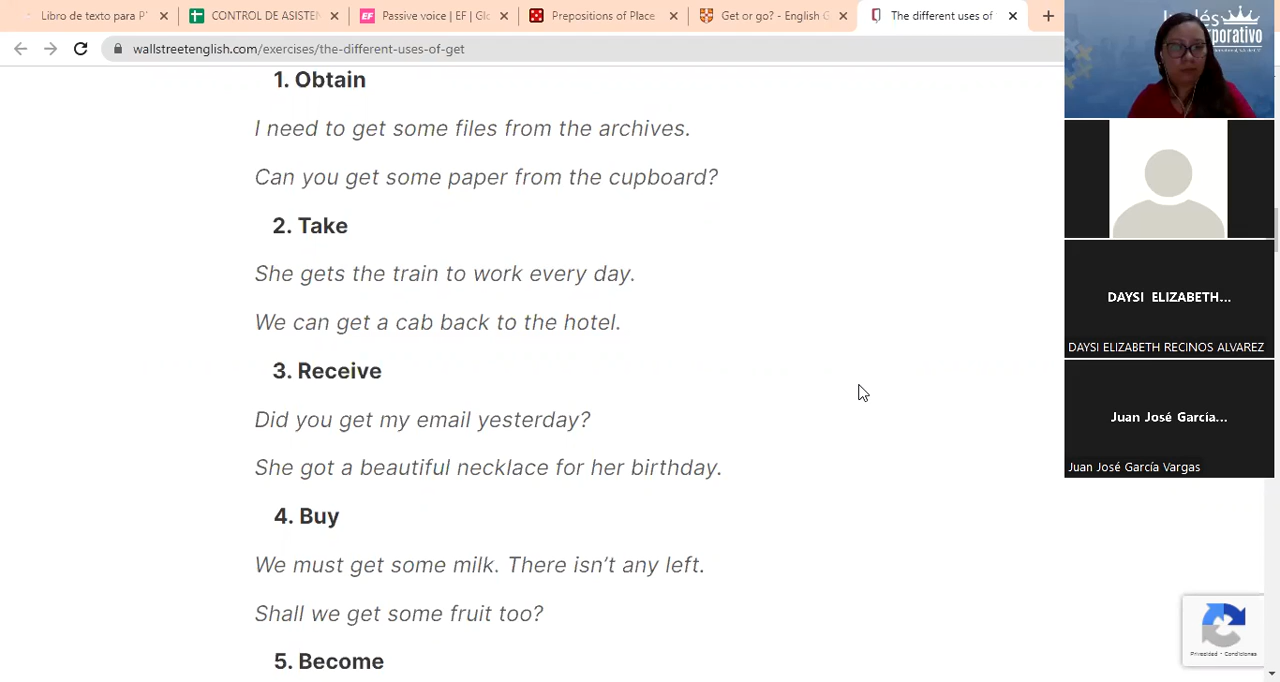 Libro de texto para P
CONTROL DE ASISTEN
EF Passive voice | EF | Glo
Prepositions of Place
Get or go? - English G
The different uses of
wallstreetenglish.com/exercises/the-different-uses-of-get
1. Obtain
I need to get some files from the archives.
Can you get some paper from the cupboard?
2. Take
She gets the train to work every day.
We can get a cab back to the hotel.
3. Receive
Did you get my email yesterday?
She got a beautiful necklace for her birthday.
4. Buy
We must get some milk. There isn't any left.
Shall we get some fruit too?
5. Become
DAYSI ELIZABETH...
DAYSI ELIZABETH RECINOS ALVAREZ
Juan José García...
Juan José García Vargas
Privacidad - Condiciones